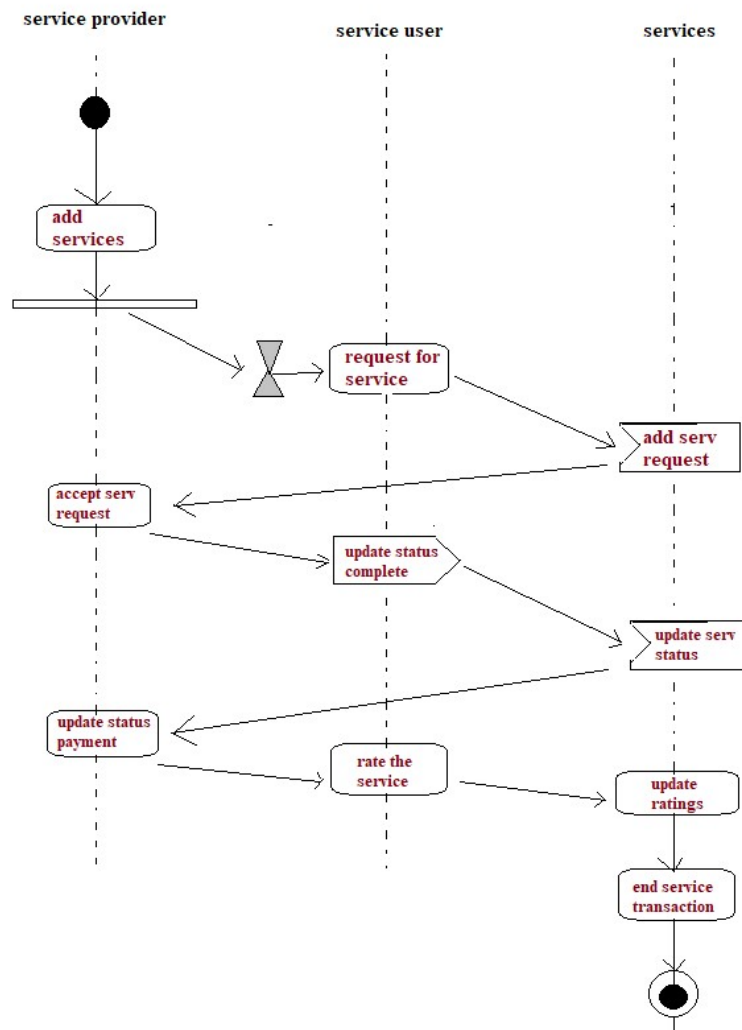 service provider
service user
services
add
services
request for
service
add serv
request
accept serv
request
update status
complete
update serv
status
update status
payment
rate the
service
update
ratings
end service
transaction